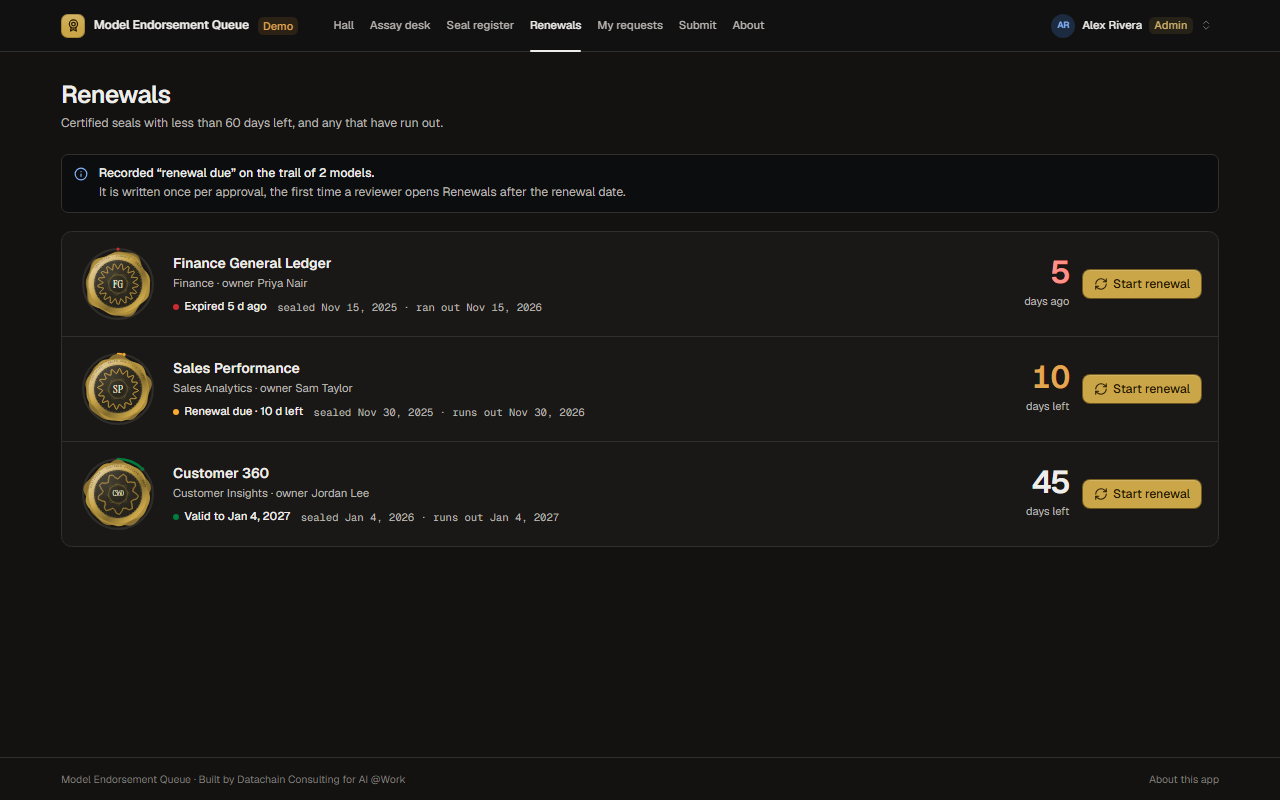 Model Endorsement Queue Demo Hall Assay desk Seal register Renewals My requests Submit About AR Alex Rivera Admin
Renewals
Certified seals with less than 60 days left, and any that have run out.
Recorded “renewal due” on the trail of 2 models.
It is written once per approval, the first time a reviewer opens Renewals after the renewal date.
FG
Finance General Ledger
Finance · owner Priya Nair
Expired 5 d ago sealed Nov 15, 2025 · ran out Nov 15, 2026
5
days ago
Start renewal
SP
Sales Performance
Sales Analytics · owner Sam Taylor
Renewal due · 10 d left sealed Nov 30, 2025 · runs out Nov 30, 2026
10
days left
Start renewal
C360
Customer 360
Customer Insights · owner Jordan Lee
Valid to Jan 4, 2027 sealed Jan 4, 2026 · runs out Jan 4, 2027
45
days left
Start renewal
Model Endorsement Queue · Built by Datachain Consulting for AI @Work About this app